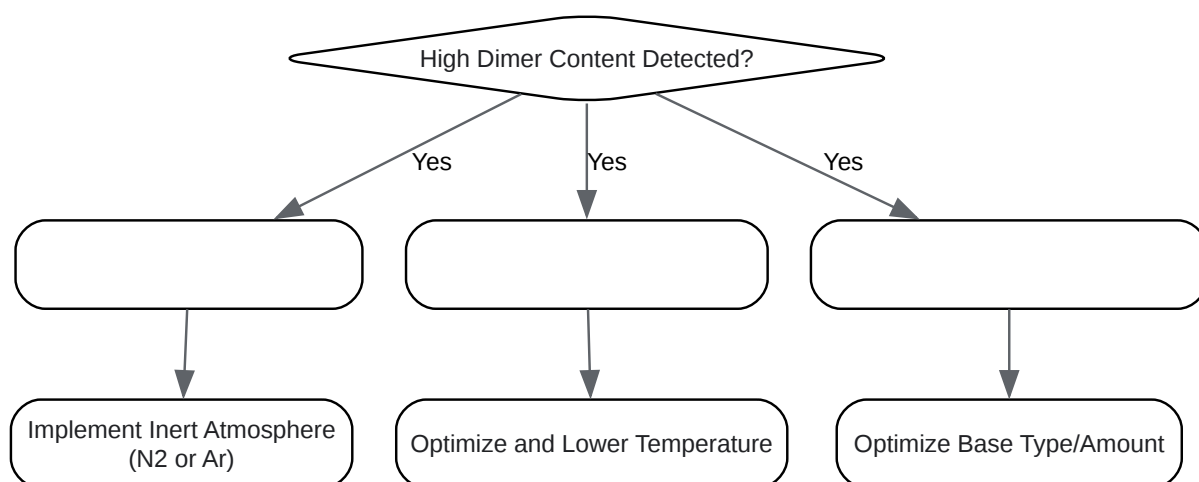 High Dimer Content Detected?
Yes
Yes
Yes
Implement Inert Atmosphere
(N2 or Ar)
Optimize and Lower Temperature
Optimize Base Type/Amount